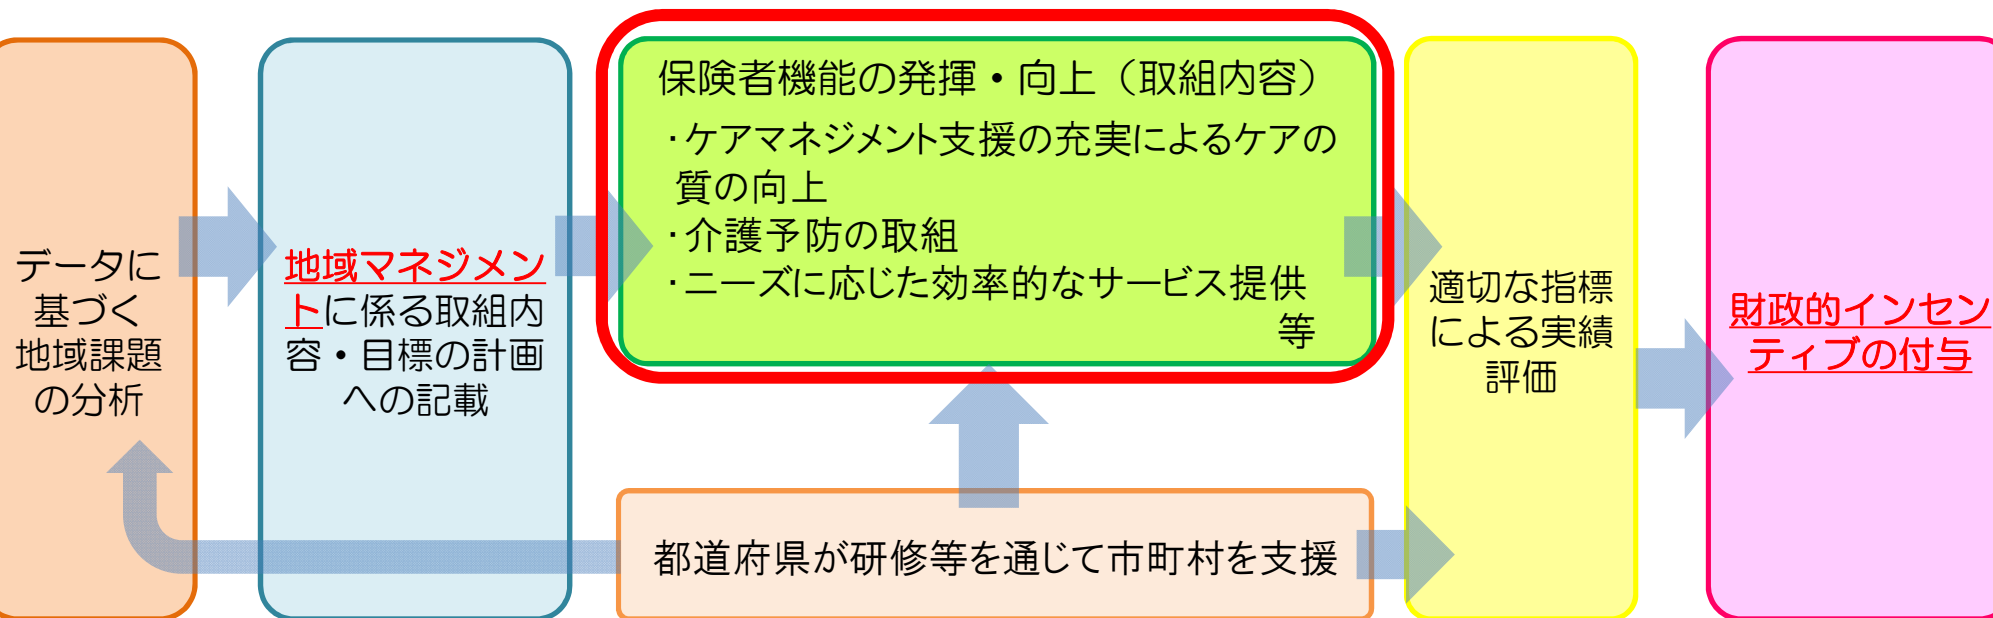 データに
基づく
地域課題
の分析
地域マネジメン
トに係る取組内
容・目標の計画
への記載
保険者機能の発揮・向上（取組内容）
・ケアマネジメント支援の充実によるケアの
質の向上
・介護予防の取組
・ニーズに応じた効率的なサービス提供
等
適切な指標
による実績
評価
財政的インセン
ティブの付与
都道府県が研修等を通じて市町村を支援